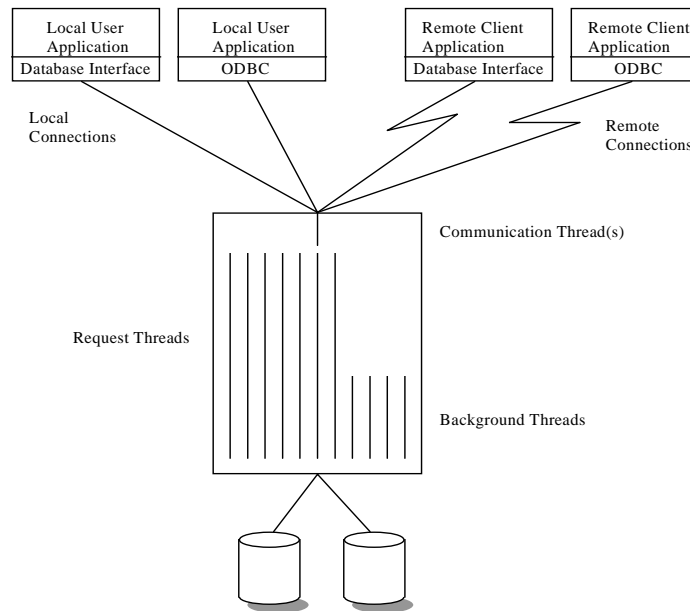 Local User
Application
Database Interface
Local User
Application
ODBC
Remote Client
Application
Database Interface
Remote Client
Application
ODBC
Local
Connections
Remote
Connections
Communication Thread(s)
Request Threads
Background Threads